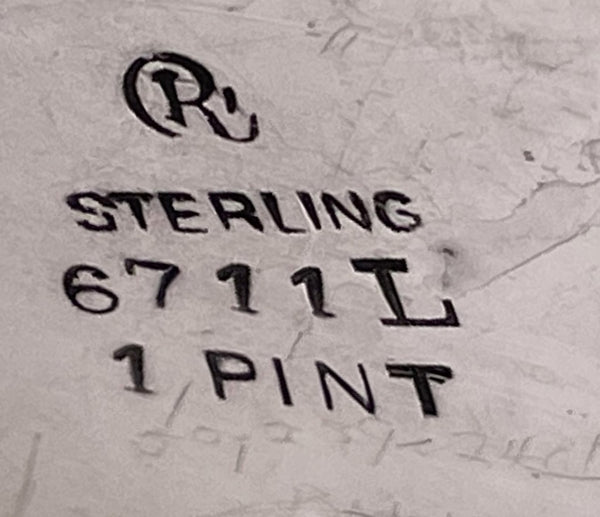 R
STERLING
6711L
1 PINT